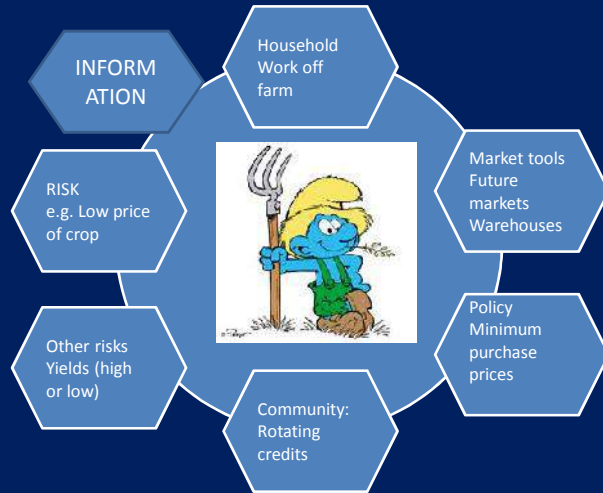 INFORM
ATION
Household
Work off
farm
Market tools
Future
markets
Warehouses
Policy
Minimum
purchase
prices
Community:
Rotating
credits
Other risks
Yields (high
or low)
RISK
e.g. Low price
of crop